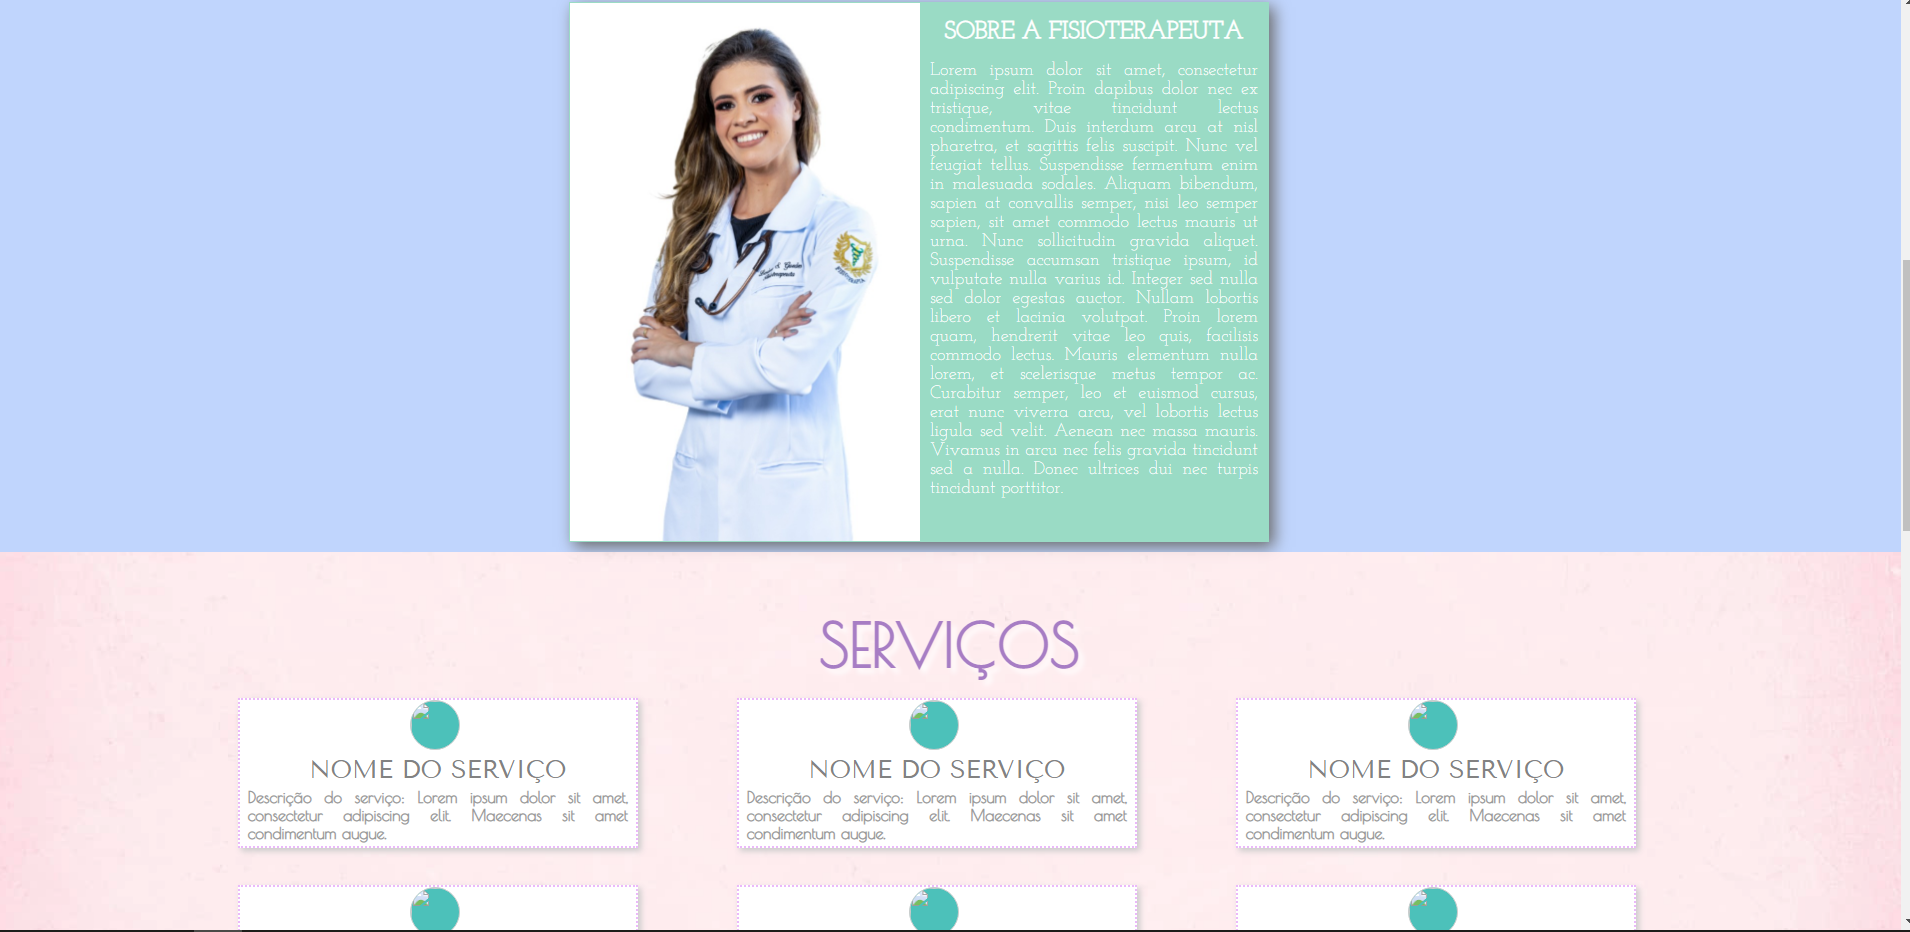 SOBRE A FISIOTERAPEUTA
Lorem ipsum dolor sit amet, consectetur
adipiscing elit. Proin dapibus dolor nec ex
tristique, vitae tincidunt lectus
condimentum. Duis interdum arcu at nisl
pharetra, et sagittis felis suscipit. Nunc vel
feugiat tellus. Suspendisse fermentum enim
in malesuada sodales. Aliquam bibendum,
sapien at convallis semper, nisi leo semper
sapien, sit amet commodo lectus mauris ut
urna. Nunc sollicitudin gravida aliquet.
Suspendisse accumsan tristique ipsum, id
vulputate nulla varius id. Integer sed nulla
sed dolor egestas auctor. Nullam lobortis
libero et lacinia volutpat. Proin lorem
quam, hendrerit vitae leo quis, facilisis
commodo lectus. Mauris elementum nulla
lorem, et scelerisque metus tempor ac.
Curabitur semper, leo et euismod cursus,
erat nunc viverra arcu, vel lobortis lectus
ligula sed velit. Aenean nec massa mauris.
Vivamus in arcu nec felis gravida tincidunt
sed a nulla. Donec ultrices dui nec turpis
tincidunt porttitor.
SERVIÇOS
NOME DO SERVIÇO
Descrição do serviço: Lorem ipsum dolor sit amet,
consectetur adipiscing elit. Maecenas sit amet
condimentum augue.
NOME DO SERVIÇO
Descrição do serviço: Lorem ipsum dolor sit amet,
consectetur adipiscing elit. Maecenas sit amet
condimentum augue.
NOME DO SERVIÇO
Descrição do serviço: Lorem ipsum dolor sit amet,
consectetur adipiscing elit. Maecenas sit amet
condimentum augue.